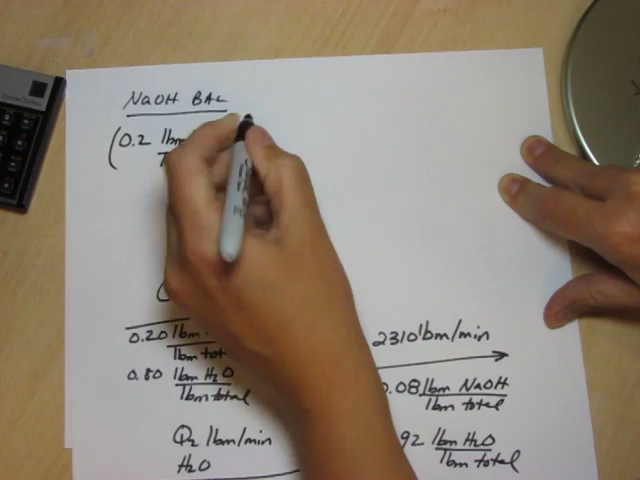 NaOH BAL
(0.2 lbm
0.20 lbm
lbm tot
0.80 lbm H2O
lbm total
Q2 lbm/min
H2O
2310 lbm/min
0.08 lbm NaOH
lbm total
92 lbm H2O
lbm total